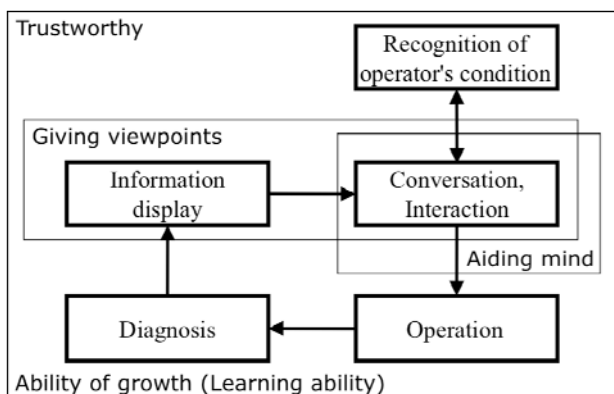 Trustworthy
Recognition of
operator's condition
Giving viewpoints
Information
display
Conversation,
Interaction
Aiding mind
Diagnosis
Operation
Ability of growth (Learning ability)